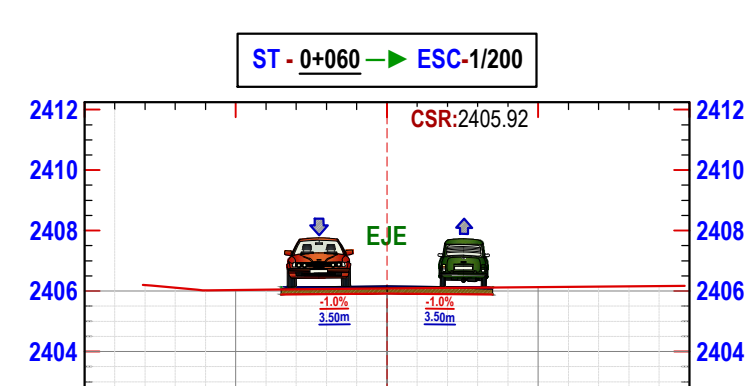 ST - 0+060 ESC-1/200
2412 CSR:2405.92 2412
2410 2410
2408 EJE 2408
2406 2406
-1.0% -1.0%
3.50m 3.50m
2404 2404